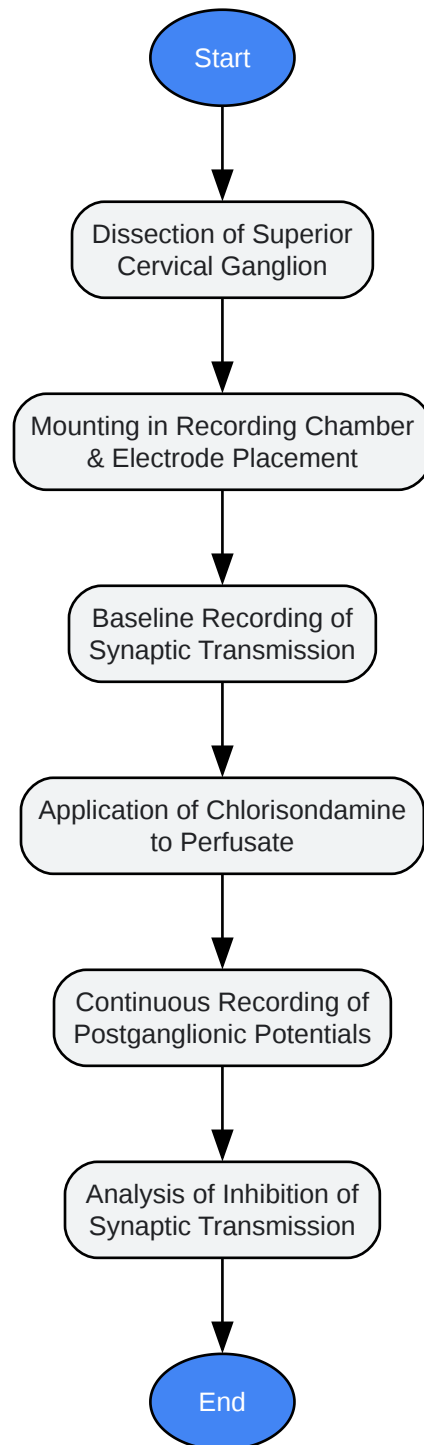 Start
Dissection of Superior
Cervical Ganglion
Mounting in Recording Chamber
& Electrode Placement
Baseline Recording of
Synaptic Transmission
Application of Chlorisondamine
to Perfusate
Continuous Recording of
Postganglionic Potentials
Analysis of Inhibition of
Synaptic Transmission
End